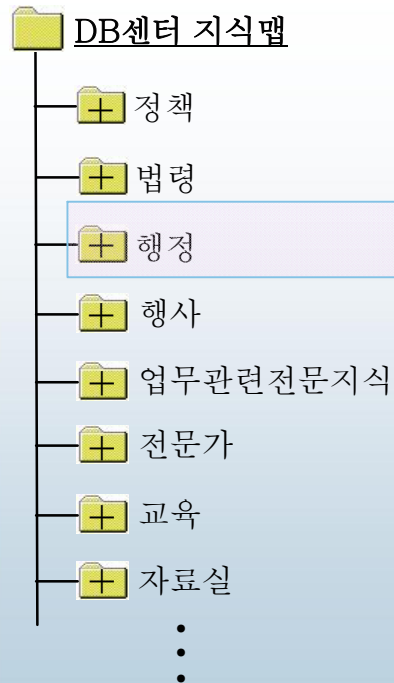 DB센터 지식맵
정책
법령
행정
행사
업무관련전문지식
전문가
교육
자료실